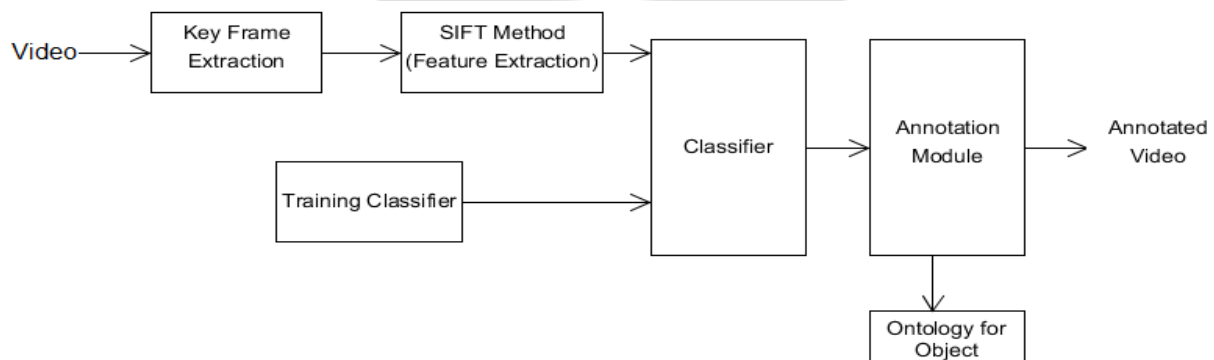 Video
Key Frame
Extraction
SIFT Method
(Feature Extraction)
Training Classifier
Classifier
Annotation
Module
Annotated
Video
Ontology for
Object